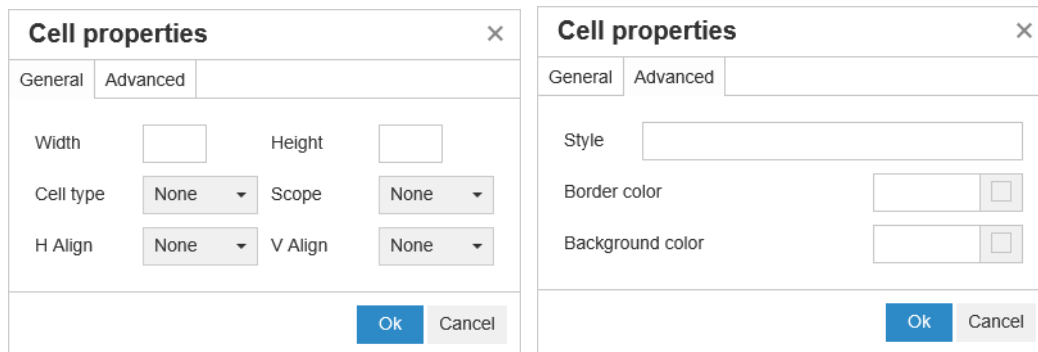 Cell properties ×
General Advanced
Width Height
Cell type None Scope None
H Align None V Align None
Ok Cancel
Cell properties ×
General Advanced
Style
Border color
Background color
Ok Cancel